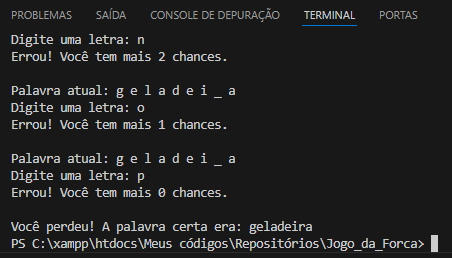 PROBLEMAS SAÍDA CONSOLE DE DEPURAÇÃO TERMINAL PORTAS
Digite uma letra: n
Errou! Você tem mais 2 chances.
Palavra atual: g e l a d e i _ a
Digite uma letra: o
Errou! Você tem mais 1 chances.
Palavra atual: g e l a d e i _ a
Digite uma letra: p
Errou! Você tem mais 0 chances.
Você perdeu! A palavra certa era: geladeira
PS C:\xampp\htdocs\Meus códigos\Repositórios\Jogo_da_Forca>